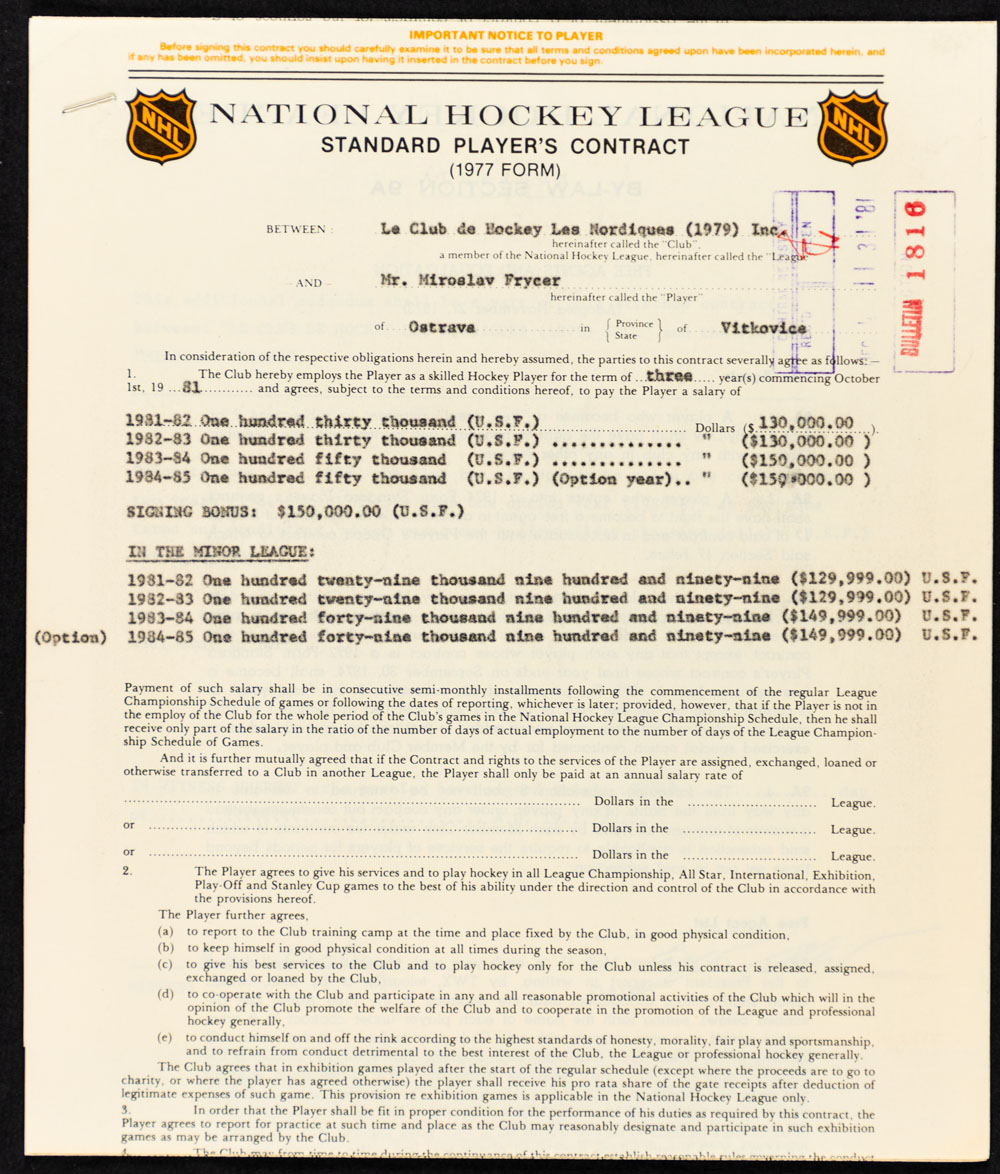 IMPORTANT NOTICE TO PLAYER
Before signing this contract you should carefully examine it to be sure that all terms and conditions agreed upon have been incorporated herein, and
if any has been omitted, you should insist upon having it inserted in the contract before you sign.
NHL NATIONAL HOCKEY LEAGUE NHL
STANDARD PLAYER'S CONTRACT
(1977 FORM)
BETWEEN: Le Club de Hockey Les Nordiques (1979) Inc.
hereinafter called the "Club",
a member of the National Hockey League, hereinafter called the "League"
—AND— Mr. Miroslav Frycer
hereinafter called the "Player"
of Ostrava in { Province State } of Vitkovice
BULLETIN 1816
In consideration of the respective obligations herein and hereby assumed, the parties to this contract severally agree as follows:—
1. The Club hereby employs the Player as a skilled Hockey Player for the term of ...three..... year(s) commencing October
1st, 19 ...81........... and agrees, subject to the terms and conditions hereof, to pay the Player a salary of
1981-82 One hundred thirty thousand (U.S.F.) Dollars ($ 130,000.00 ).
1982-83 One hundred thirty thousand (U.S.F.) ............. " ($130,000.00 )
1983-84 One hundred fifty thousand (U.S.F.) ............. " ($150,000.00 )
1984-85 One hundred fifty thousand (U.S.F.) (Option year).. " ($150,000.00 )
SIGNING BONUS: $150,000.00 (U.S.F.)
IN THE MINOR LEAGUE:
1981-82 One hundred twenty-nine thousand nine hundred and ninety-nine ($129,999.00) U.S.F.
1982-83 One hundred twenty-nine thousand nine hundred and ninety-nine ($129,999.00) U.S.F.
1983-84 One hundred forty-nine thousand nine hundred and ninety-nine ($149,999.00) U.S.F.
(Option) 1984-85 One hundred forty-nine thousand nine hundred and ninety-nine ($149,999.00) U.S.F.
Payment of such salary shall be in consecutive semi-monthly installments following the commencement of the regular League
Championship Schedule of games or following the dates of reporting, whichever is later; provided, however, that if the Player is not in
the employ of the Club for the whole period of the Club's games in the National Hockey League Championship Schedule, then he shall
receive only part of the salary in the ratio of the number of days of actual employment to the number of days of the League Champion-
ship Schedule of Games.
And it is further mutually agreed that if the Contract and rights to the services of the Player are assigned, exchanged, loaned or
otherwise transferred to a Club in another League, the Player shall only be paid at an annual salary rate of
........................ Dollars in the ............ League.
or ........................ Dollars in the ............ League.
or ........................ Dollars in the ............ League.
2. The Player agrees to give his services and to play hockey in all League Championship, All Star, International, Exhibition,
Play-Off and Stanley Cup games to the best of his ability under the direction and control of the Club in accordance with
the provisions hereof.
The Player further agrees,
(a) to report to the Club training camp at the time and place fixed by the Club, in good physical condition,
(b) to keep himself in good physical condition at all times during the season,
(c) to give his best services to the Club and to play hockey only for the Club unless his contract is released, assigned,
exchanged or loaned by the Club,
(d) to co-operate with the Club and participate in any and all reasonable promotional activities of the Club which will in the
opinion of the Club promote the welfare of the Club and to cooperate in the promotion of the League and professional
hockey generally,
(e) to conduct himself on and off the rink according to the highest standards of honesty, morality, fair play and sportsmanship,
and to refrain from conduct detrimental to the best interest of the Club, the League or professional hockey generally.
The Club agrees that in exhibition games played after the start of the regular schedule (except where the proceeds are to go to
charity, or where the player has agreed otherwise) the player shall receive his pro rata share of the gate receipts after deduction of
legitimate expenses of such game. This provision re exhibition games is applicable in the National Hockey League only.
3. In order that the Player shall be fit in proper condition for the performance of his duties as required by this contract, the
Player agrees to report for practice at such time and place as the Club may reasonably designate and participate in such exhibition
games as may be arranged by the Club.
4. The Club may from time to time during the continuance of this contract establish reasonable rules governing the conduct